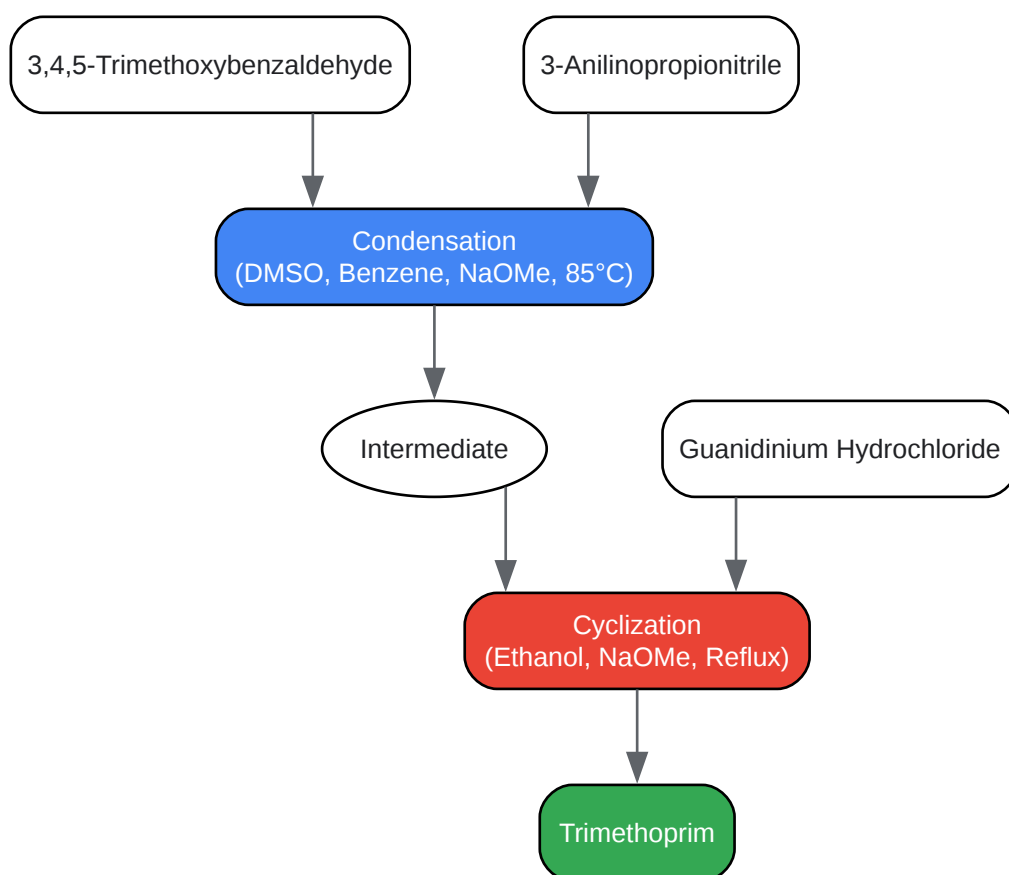 3,4,5-Trimethoxybenzaldehyde
3-Anilinopropionitrile
Condensation
(DMSO, Benzene, NaOMe, 85°C)
Intermediate
Guanidinium Hydrochloride
Cyclization
(Ethanol, NaOMe, Reflux)
Trimethoprim